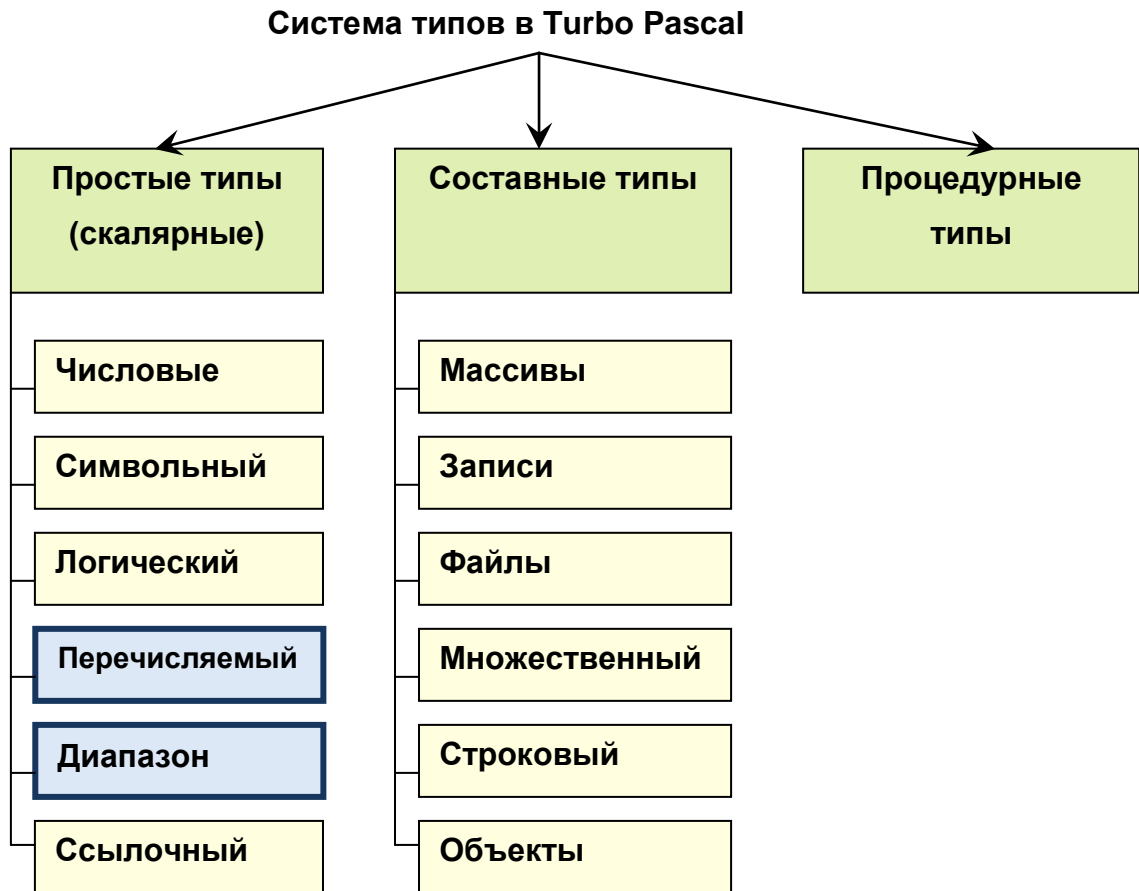 Система типов в Turbo Pascal
Простые типы
(скалярные)
Числовые
Символьный
Логический
Перечисляемый
Диапазон
Ссылочный
Составные типы
Массивы
Записи
Файлы
Множественный
Строковый
Объекты
Процедурные
типы